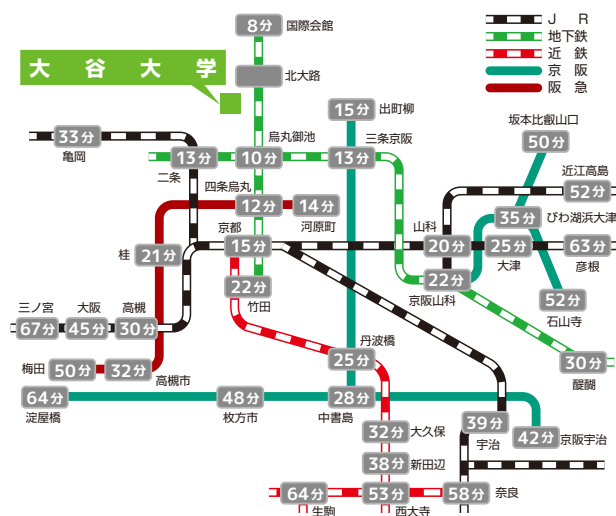 8分
国際会館
J R
地下鉄
近鉄
京阪
阪急
大谷大学
北大路
15分
出町柳
坂本比叡山口
50分
33分
亀岡
烏丸御池
三条京阪
13分
10分
13分
二条
近江高島
52分
四条烏丸
12分
14分
河原町
35分
びわ湖浜大津
京都
山科
桂
21分
15分
20分
25分
63分
大津
彦根
22分
竹田
22分
京阪山科
52分
石山寺
三ノ宮
大阪
高槻
67分
45分
30分
丹波橋
25分
30分
醍醐
梅田
50分
32分
高槻市
64分
48分
28分
淀屋橋
枚方市
中書島
39分
宇治
42分
京阪宇治
32分
大久保
38分
新田辺
64分
53分
58分
奈良
生駒
西大寺